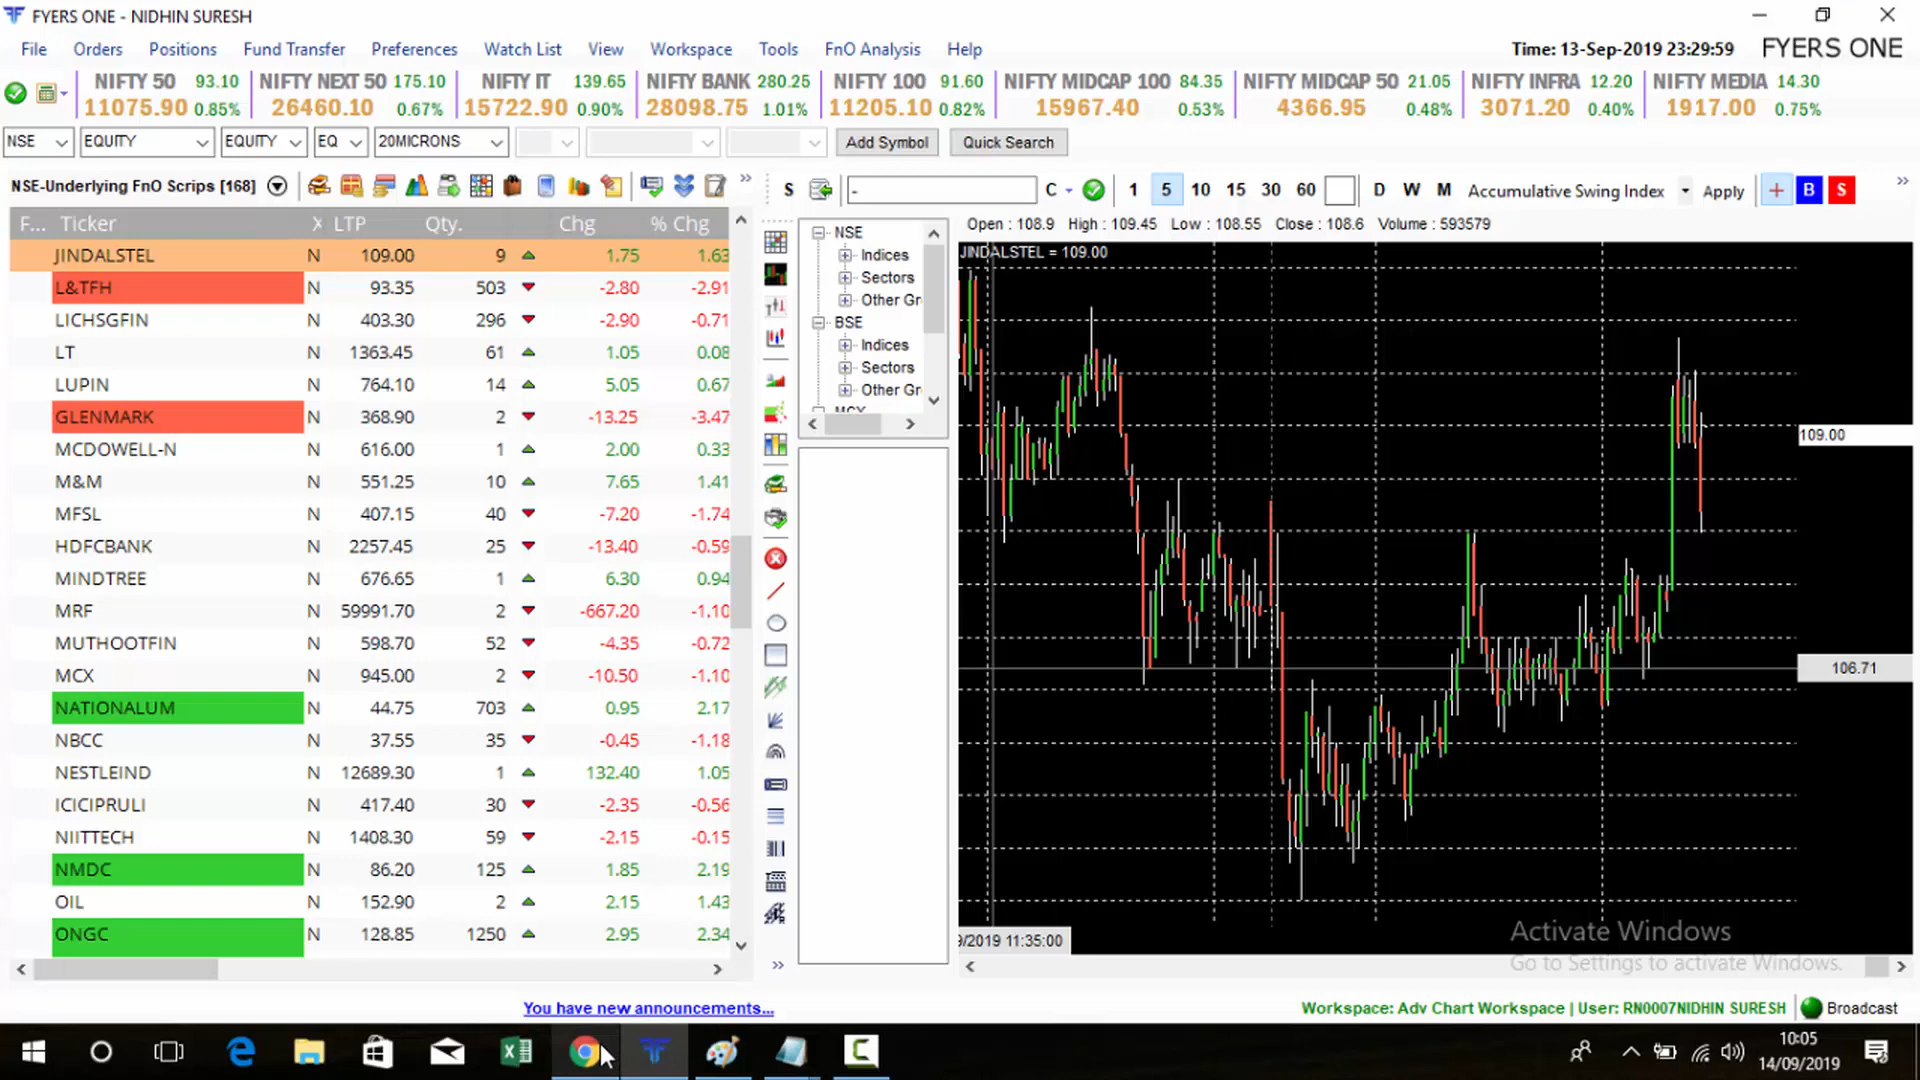 FYERS ONE - NIDHIN SURESH
File Orders Positions Fund Transfer Preferences Watch List View Workspace Tools FnO Analysis Help Time: 13-Sep-2019 23:29:59 FYERS ONE
NIFTY 50 93.10 NIFTY NEXT 50 175.10 NIFTY IT 139.65 NIFTY BANK 280.25 NIFTY 100 91.60 NIFTY MIDCAP 100 84.35 NIFTY MIDCAP 50 21.05 NIFTY INFRA 12.20 NIFTY MEDIA 14.30
11075.90 0.85% 26460.10 0.67% 15722.90 0.90% 28098.75 1.01% 11205.10 0.82% 15967.40 0.53% 4366.95 0.48% 3071.20 0.40% 1917.00 0.75%
NSE EQUITY EQUITY EQ 20MICRONS Add Symbol Quick Search
NSE-Underlying FnO Scrips [168] S - C 1 5 10 15 30 60 D W M Accumulative Swing Index Apply + B S
F... Ticker X LTP Qty. Chg % Chg
JINDALSTEL N 109.00 9 1.75 1.63
L&TFH N 93.35 503 -2.80 -2.91
LICHSGFIN N 403.30 296 -2.90 -0.71
LT N 1363.45 61 1.05 0.08
LUPIN N 764.10 14 5.05 0.67
GLENMARK N 368.90 2 -13.25 -3.47
MCDOWELL-N N 616.00 1 2.00 0.33
M&M N 551.25 10 7.65 1.41
MFSL N 407.15 40 -7.20 -1.74
HDFCBANK N 2257.45 25 -13.40 -0.59
MINDTREE N 676.65 1 6.30 0.94
MRF N 59991.70 2 -667.20 -1.10
MUTHOOTFIN N 598.70 52 -4.35 -0.72
MCX N 945.00 2 -10.50 -1.10
NATIONALUM N 44.75 703 0.95 2.17
NBCC N 37.55 35 -0.45 -1.18
NESTLEIND N 12689.30 1 132.40 1.05
ICICIPRULI N 417.40 30 -2.35 -0.56
NIITTECH N 1408.30 59 -2.15 -0.15
NMDC N 86.20 125 1.85 2.19
OIL N 152.90 2 2.15 1.43
ONGC N 128.85 1250 2.95 2.34
NSE
Indices
Sectors
Other Gr
BSE
Indices
Sectors
Other Gr
MCX
Open : 108.9 High : 109.45 Low : 108.55 Close : 108.6 Volume : 593579
JINDALSTEL = 109.00
109.00
106.71
9/2019 11:35:00
Activate Windows
Go to Settings to activate Windows.
You have new announcements... Workspace: Adv Chart Workspace | User: RN0007NIDHIN SURESH Broadcast
10:05
14/09/2019